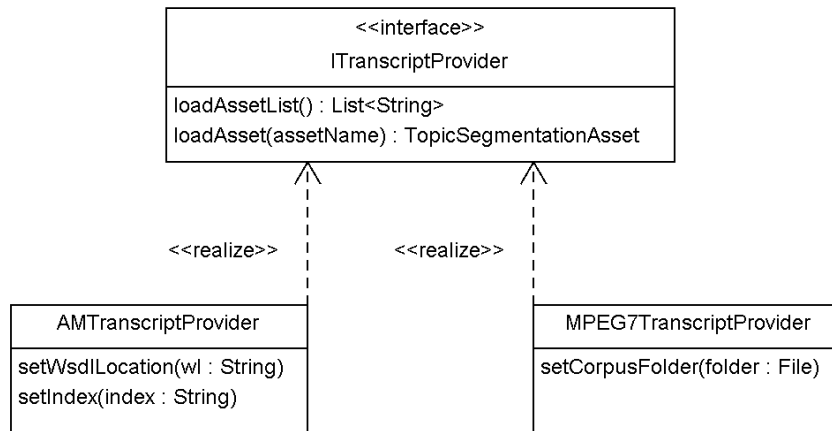 <<interface>>
ITranscriptProvider
loadAssetList() : List<String>
loadAsset(assetName) : TopicSegmentationAsset
<<realize>>
<<realize>>
AMTranscriptProvider
setWsdlLocation(wl : String)
setIndex(index : String)
MPEG7TranscriptProvider
setCorpusFolder(folder : File)